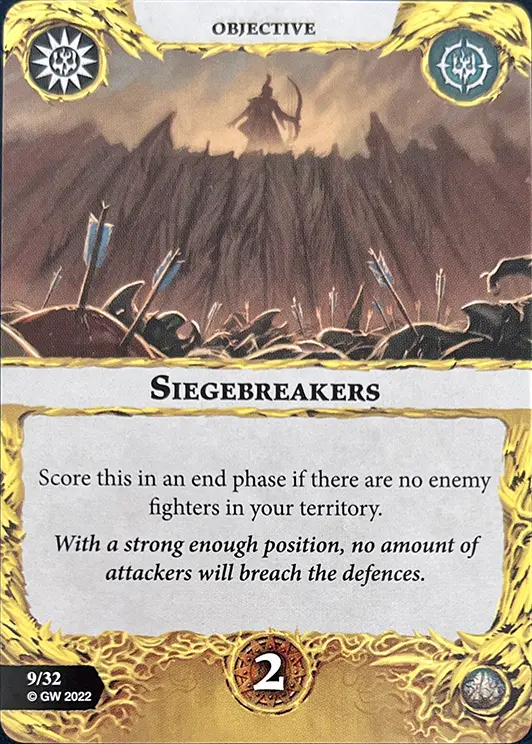 OBJECTIVE
SIEGEBREAKERS
Score this in an end phase if there are no enemy
fighters in your territory.
With a strong enough position, no amount of
attackers will breach the defences.
2
9/32
© GW 2022